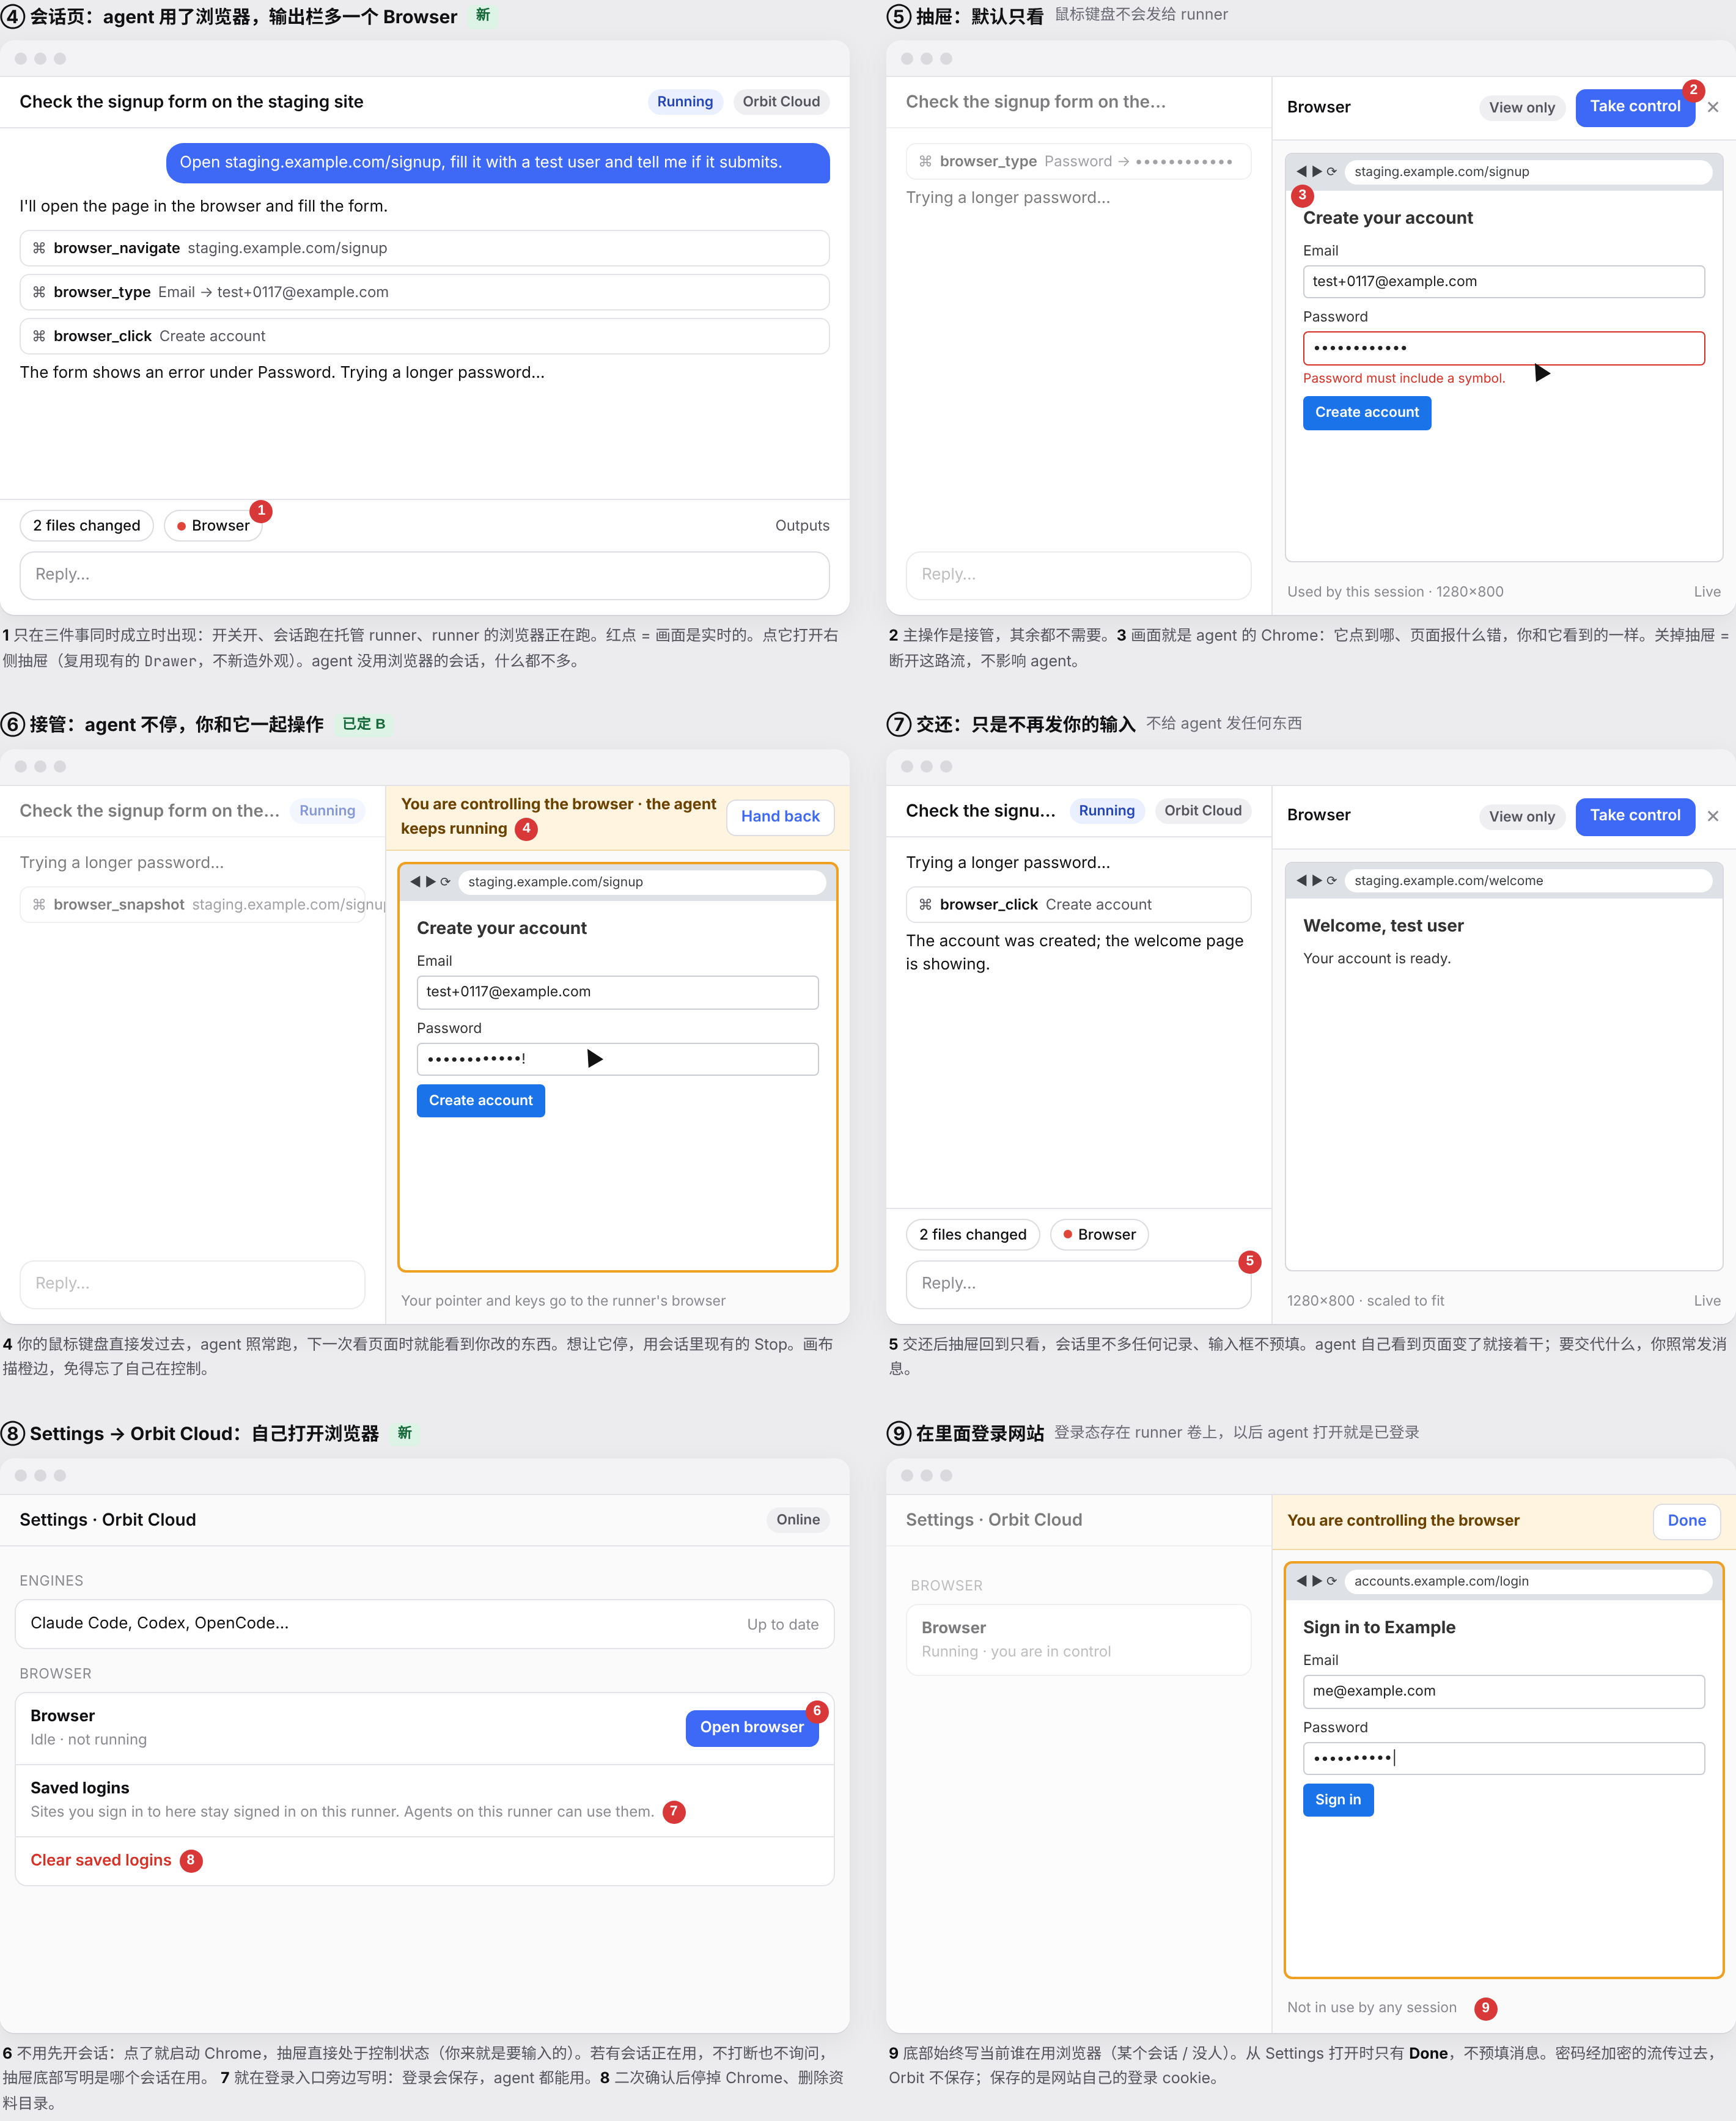 ④ 会话页：agent 用了浏览器，输出栏多一个 Browser 新
Check the signup form on the staging site
Running
Orbit Cloud
Open staging.example.com/signup, fill it with a test user and tell me if it submits.
I'll open the page in the browser and fill the form.
⌘ browser_navigate staging.example.com/signup
⌘ browser_type Email → test+0117@example.com
⌘ browser_click Create account
The form shows an error under Password. Trying a longer password...
2 files changed
Browser
1
Outputs
Reply...
1 只在三件事同时成立时出现：开关开、会话跑在托管 runner、runner 的浏览器正在跑。红点 = 画面是实时的。点它打开右
侧抽屉（复用现有的 Drawer，不新造外观）。agent 没用浏览器的会话，什么都不多。
⑤ 抽屉：默认只看 鼠标键盘不会发给 runner
Check the signup form on the...
⌘ browser_type Password → ••••••••••••
Trying a longer password...
Reply...
Browser
View only
Take control
2
✕
◀ ▶ ⟳ staging.example.com/signup
3
Create your account
Email
test+0117@example.com
Password
••••••••••••
Password must include a symbol.
Create account
Used by this session · 1280×800
Live
2 主操作是接管，其余都不需要。3 画面就是 agent 的 Chrome：它点到哪、页面报什么错，你和它看到的一样。关掉抽屉 =
断开这路流，不影响 agent。
⑥ 接管：agent 不停，你和它一起操作 已定 B
Check the signup form on the...
Running
Trying a longer password...
⌘ browser_snapshot staging.example.com/signup
Reply...
You are controlling the browser · the agent
keeps running 4
Hand back
◀ ▶ ⟳ staging.example.com/signup
Create your account
Email
test+0117@example.com
Password
••••••••••••!
Create account
Your pointer and keys go to the runner's browser
4 你的鼠标键盘直接发过去，agent 照常跑，下一次看页面时就能看到你改的东西。想让它停，用会话里现有的 Stop。画布
描橙边，免得忘了自己在控制。
⑦ 交还：只是不再发你的输入 不给 agent 发任何东西
Check the signu...
Running
Orbit Cloud
Trying a longer password...
⌘ browser_click Create account
The account was created; the welcome page
is showing.
2 files changed
Browser
5
Reply...
Browser
View only
Take control
✕
◀ ▶ ⟳ staging.example.com/welcome
Welcome, test user
Your account is ready.
1280×800 · scaled to fit
Live
5 交还后抽屉回到只看，会话里不多任何记录、输入框不预填。agent 自己看到页面变了就接着干；要交代什么，你照常发消
息。
⑧ Settings → Orbit Cloud：自己打开浏览器 新
Settings · Orbit Cloud
Online
ENGINES
Claude Code, Codex, OpenCode...
Up to date
BROWSER
Browser
Idle · not running
Open browser
6
Saved logins
Sites you sign in to here stay signed in on this runner. Agents on this runner can use them. 7
Clear saved logins 8
6 不用先开会话：点了就启动 Chrome，抽屉直接处于控制状态（你来就是要输入的）。若有会话正在用，不打断也不询问，
抽屉底部写明是哪个会话在用。 7 就在登录入口旁边写明：登录会保存，agent 都能用。8 二次确认后停掉 Chrome、删除资
料目录。
⑨ 在里面登录网站 登录态存在 runner 卷上，以后 agent 打开就是已登录
Settings · Orbit Cloud
BROWSER
Browser
Running · you are in control
You are controlling the browser
Done
◀ ▶ ⟳ accounts.example.com/login
Sign in to Example
Email
me@example.com
Password
••••••••••
Sign in
Not in use by any session 9
9 底部始终写当前谁在用浏览器（某个会话 / 没人）。从 Settings 打开时只有 Done，不预填消息。密码经加密的流传过去，
Orbit 不保存；保存的是网站自己的登录 cookie。